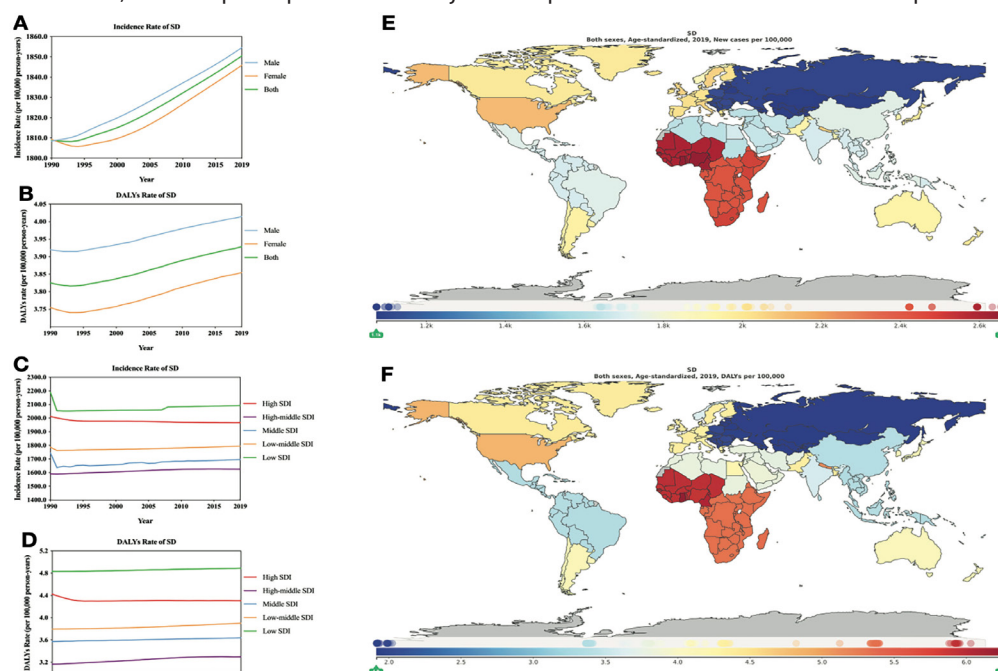 A
Incidence Rate of SD
Incidence Rate (per 100,000 person-years)
1860.0
1850.0
1840.0
1830.0
1820.0
1810.0
1800.0
1990 1995 2000 2005 2010 2015 2019
Year
Male
Female
Both
B
DALYs Rate of SD
DALYs rate (per 100,000 person-years)
4.05
4.00
3.95
3.90
3.85
3.80
3.75
1990 1995 2000 2005 2010 2015 2019
Year
Male
Female
Both
C
Incidence Rate of SD
Incidence Rate (per 100,000 person-years)
2300.0
2200.0
2100.0
2000.0
1900.0
1800.0
1700.0
1600.0
1500.0
1400.0
1990 1995 2000 2005 2010 2015 2019
Year
High SDI
High-middle SDI
Middle SDI
Low-middle SDI
Low SDI
D
DALYs Rate of SD
DALYs Rate (per 100,000 person-years)
5.2
4.8
4.4
4.0
3.6
3.2
High SDI
High-middle SDI
Middle SDI
Low-middle SDI
Low SDI
E
SD
Both sexes, Age-standardized, 2019, New cases per 100,000
1.2k 1.4k 1.6k 1.8k 2k 2.2k 2.4k 2.6k
F
SD
Both sexes, Age-standardized, 2019, DALYs per 100,000
2.0 2.5 3.0 3.5 4.0 4.5 5.0 5.5 6.0